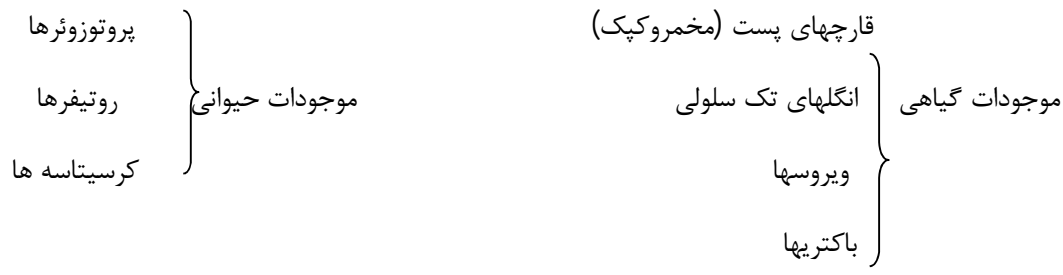 قارچهای پست (مخمروکپک)
موجودات گیاهی
انگلهای تک سلولی
ویروسها
باکتریها
موجودات حیوانی
پروتوزوئرها
روتیفرها
کرسیتاسه ها